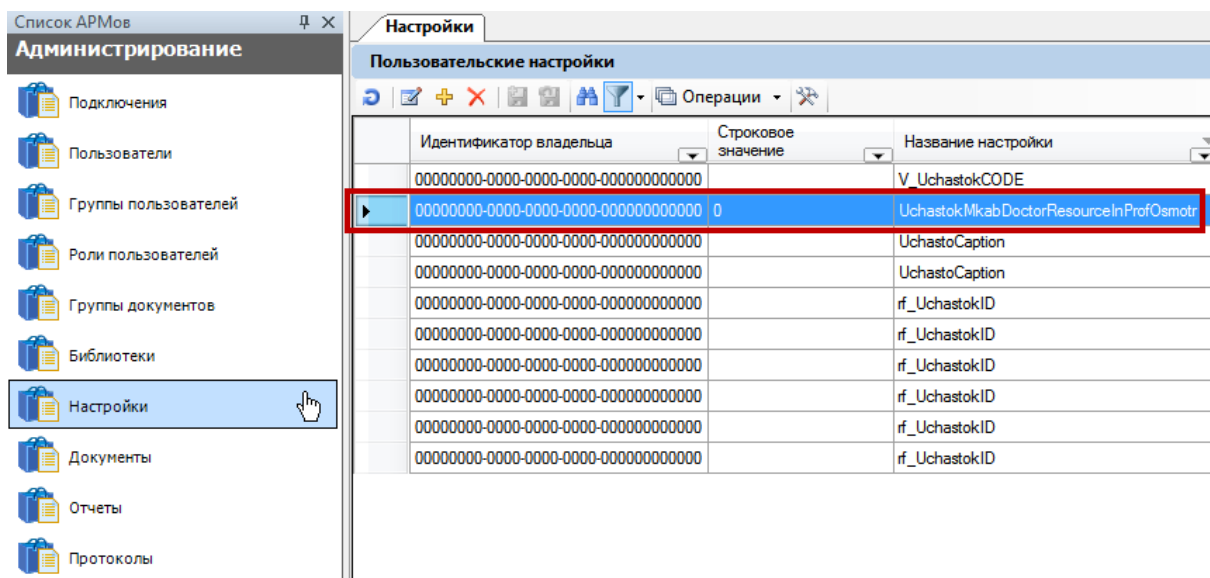 Список АРМов
Администрирование
Подключения
Пользователи
Группы пользователей
Роли пользователей
Группы документов
Библиотеки
Настройки
Документы
Отчеты
Протоколы
Настройки
Пользовательские настройки
Операции
Идентификатор владельца Строковое значение Название настройки
00000000-0000-0000-0000-000000000000 V_UchastokCODE
00000000-0000-0000-0000-000000000000 0 UchastokMkabDoctorResourceInProfOsmotr
00000000-0000-0000-0000-000000000000 UchastoCaption
00000000-0000-0000-0000-000000000000 UchastoCaption
00000000-0000-0000-0000-000000000000 rf_UchastokID
00000000-0000-0000-0000-000000000000 rf_UchastokID
00000000-0000-0000-0000-000000000000 rf_UchastokID
00000000-0000-0000-0000-000000000000 rf_UchastokID
00000000-0000-0000-0000-000000000000 rf_UchastokID
00000000-0000-0000-0000-000000000000 rf_UchastokID